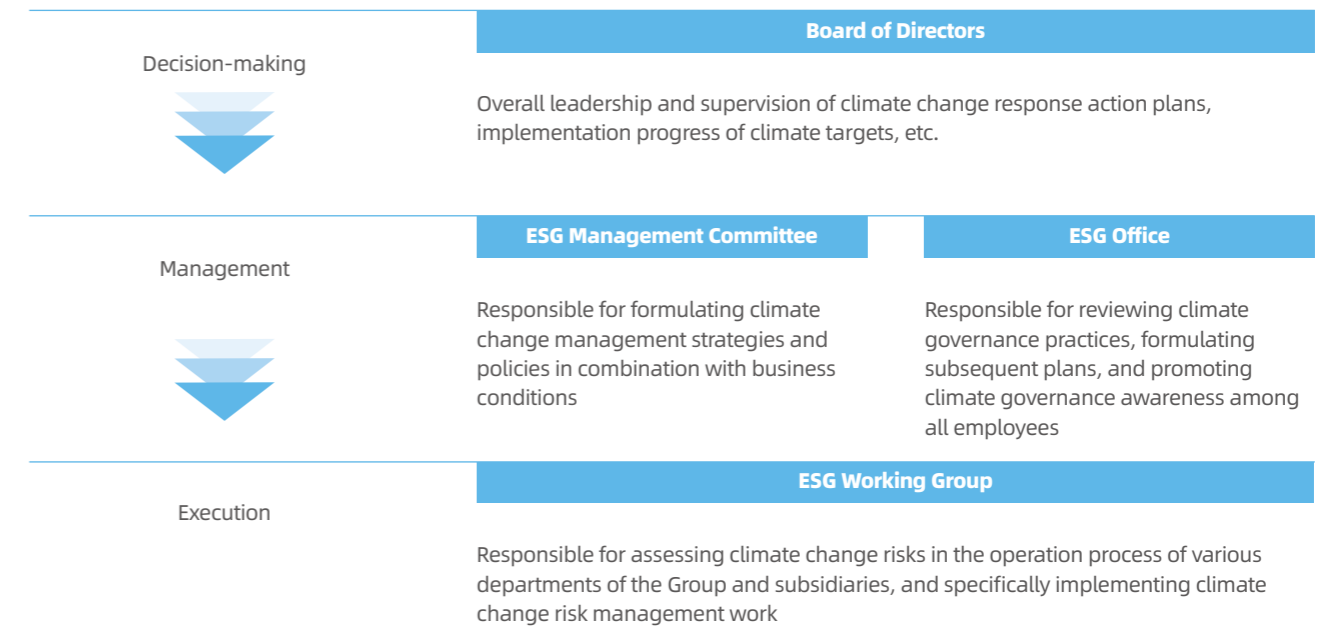 Decision-making
Board of Directors
Overall leadership and supervision of climate change response action plans,
implementation progress of climate targets, etc.
Management
ESG Management Committee
Responsible for formulating climate
change management strategies and
policies in combination with business
conditions
ESG Office
Responsible for reviewing climate
governance practices, formulating
subsequent plans, and promoting
climate governance awareness among
all employees
Execution
ESG Working Group
Responsible for assessing climate change risks in the operation process of various
departments of the Group and subsidiaries, and specifically implementing climate
change risk management work